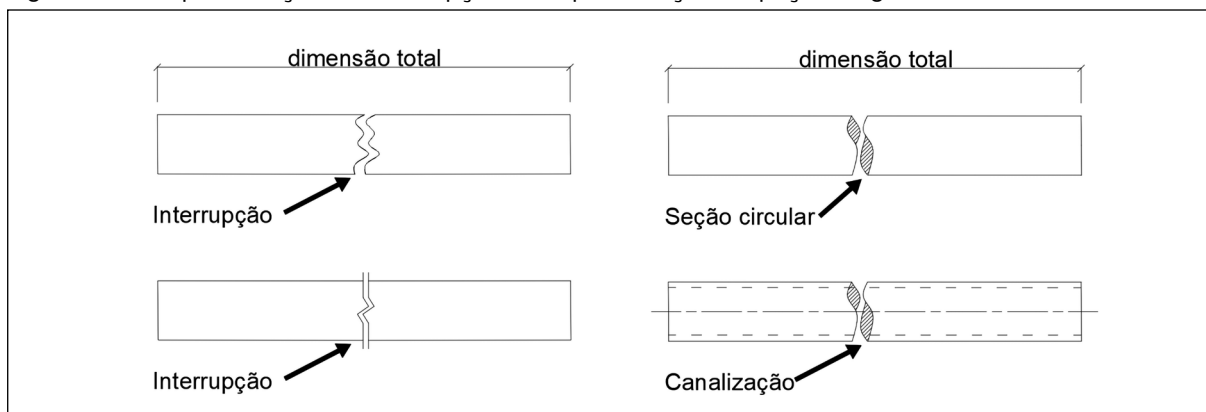 dimensão total
dimensão total
Interrupção
Seção circular
Interrupção
Canalização